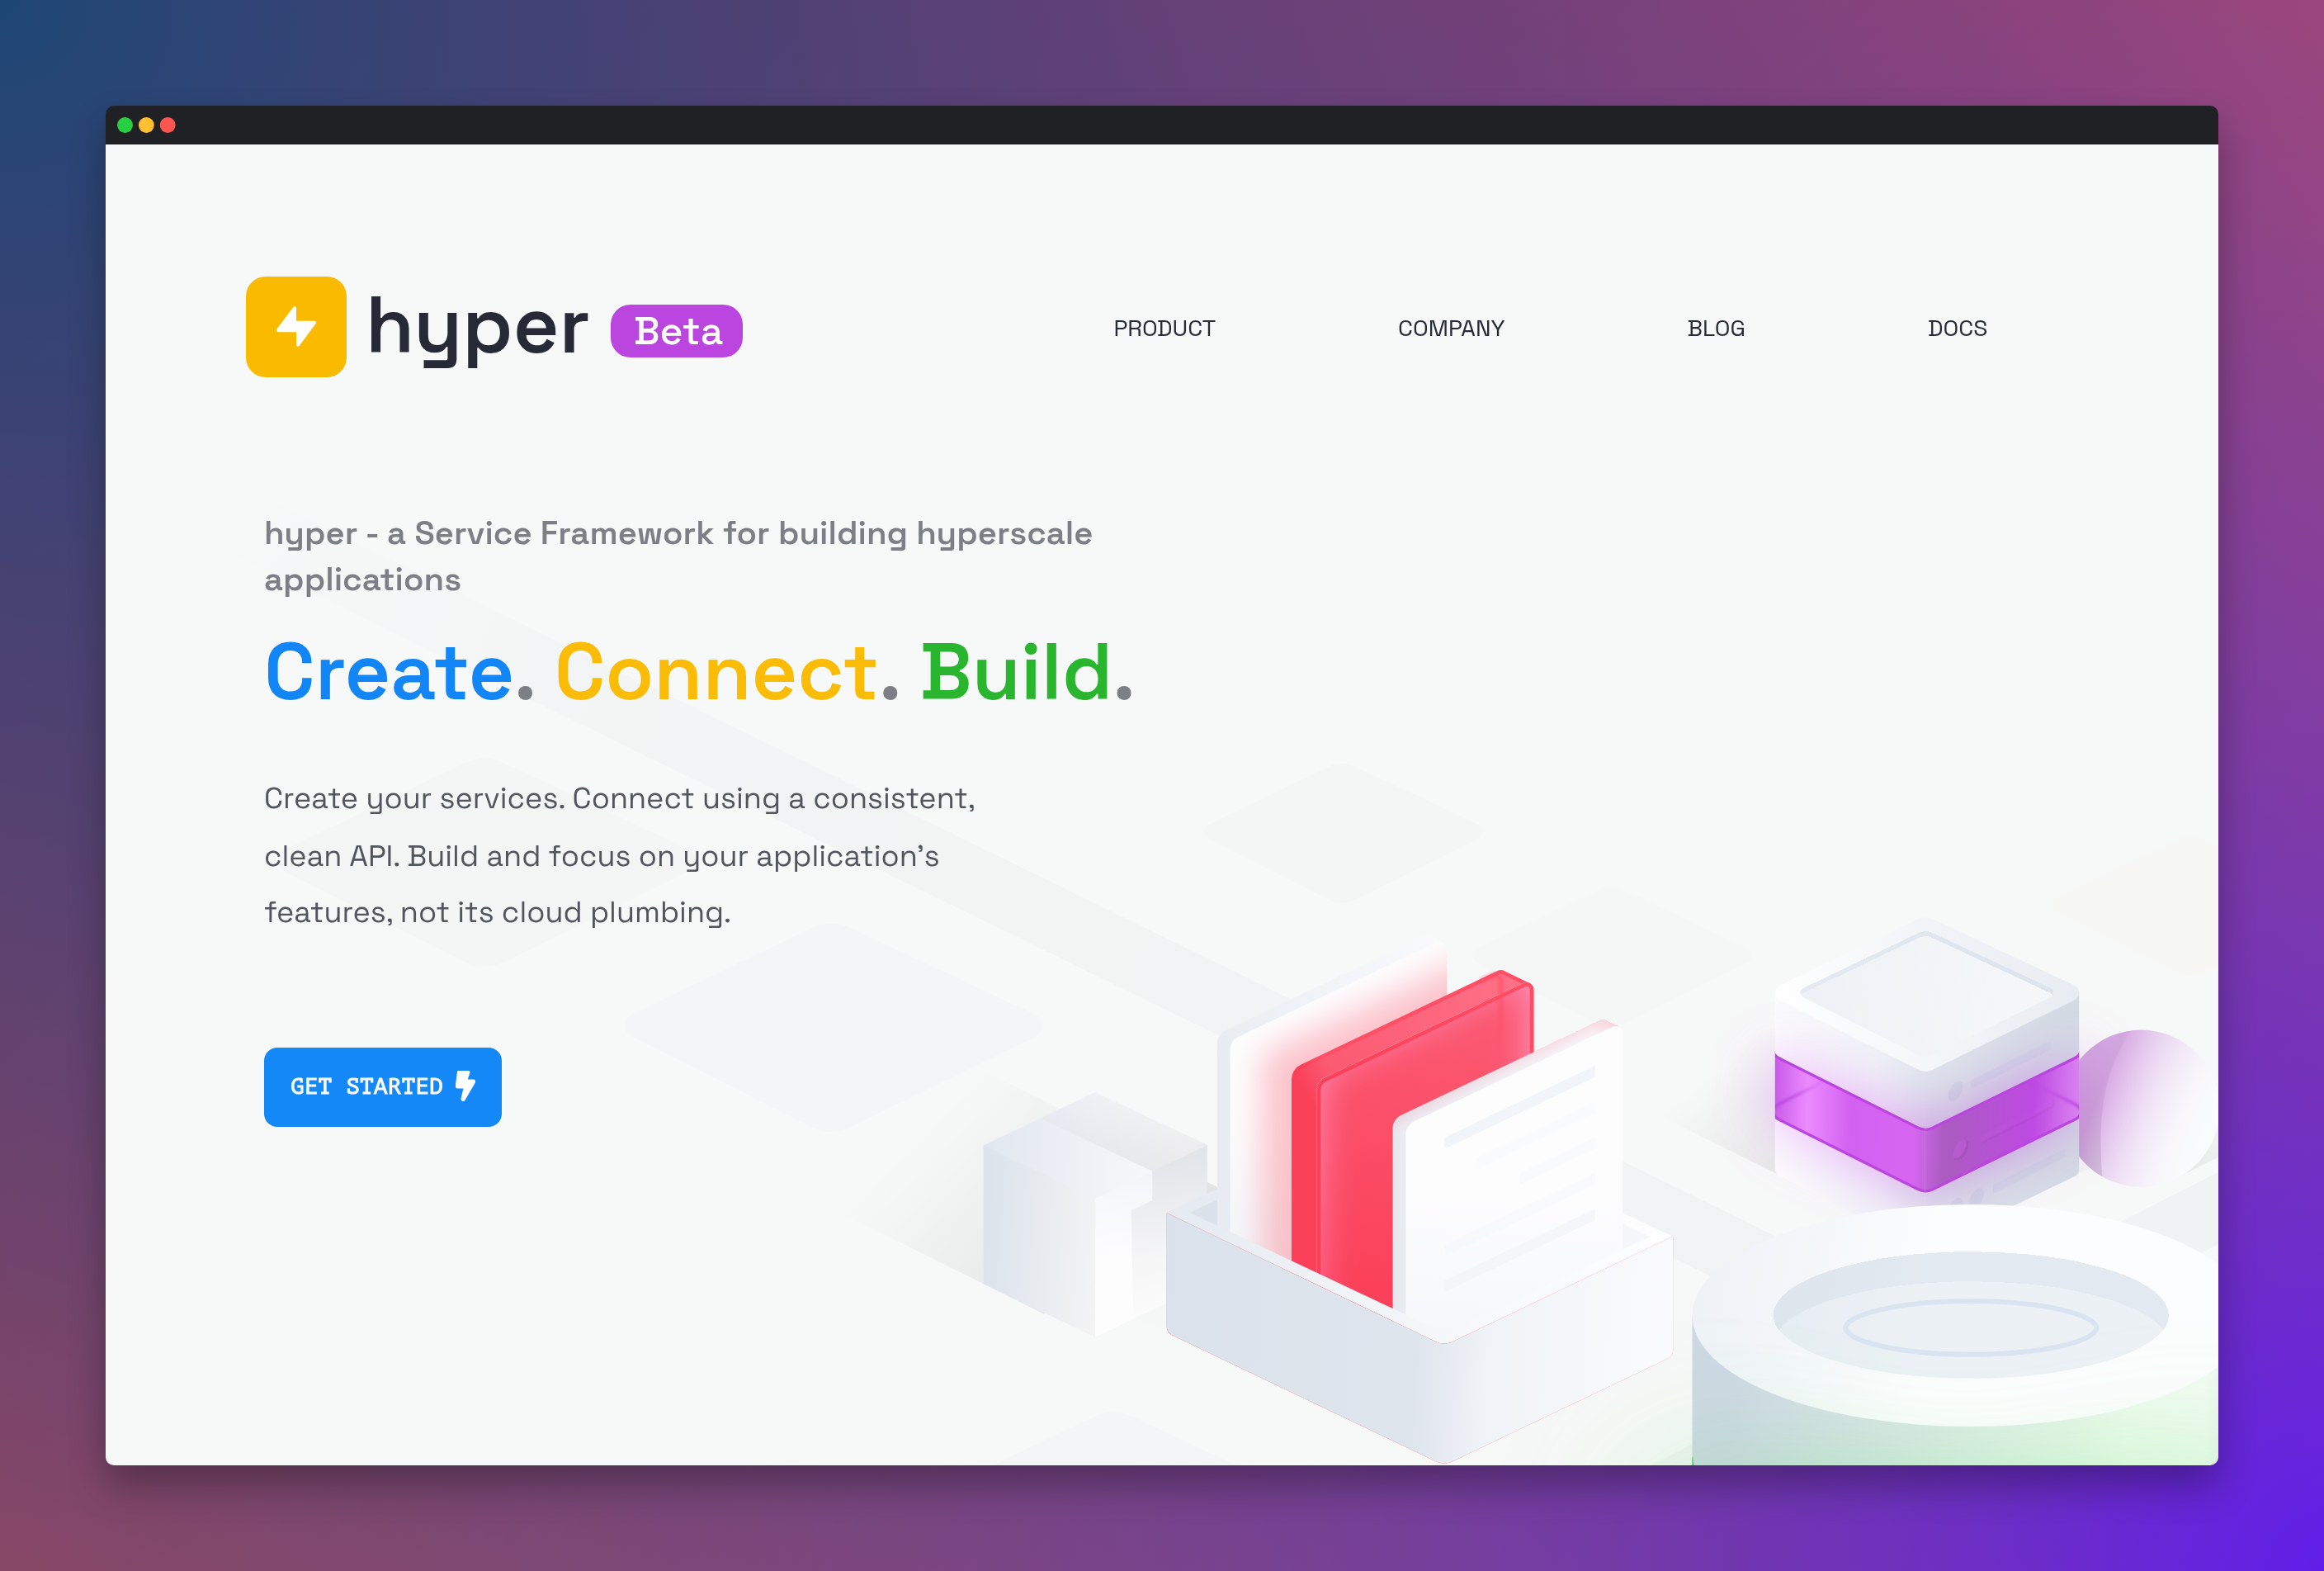 hyper Beta
PRODUCT COMPANY BLOG DOCS
hyper - a Service Framework for building hyperscale
applications
Create. Connect. Build.
Create your services. Connect using a consistent,
clean API. Build and focus on your application’s
features, not its cloud plumbing.
GET STARTED